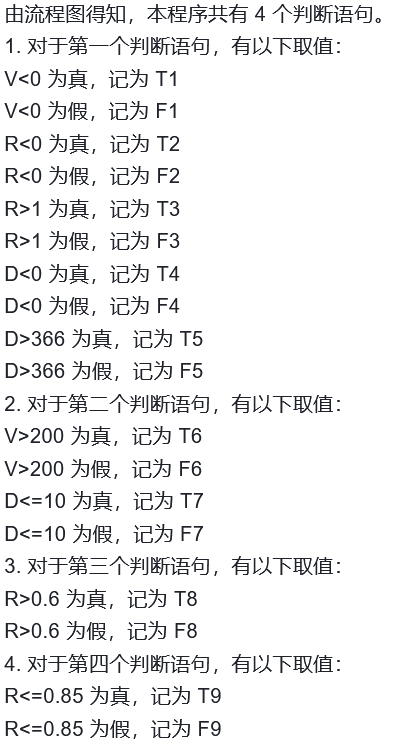 由流程图得知，本程序共有 4 个判断语句。
1. 对于第一个判断语句，有以下取值：
V<0 为真，记为 T1
V<0 为假，记为 F1
R<0 为真，记为 T2
R<0 为假，记为 F2
R>1 为真，记为 T3
R>1 为假，记为 F3
D<0 为真，记为 T4
D<0 为假，记为 F4
D>366 为真，记为 T5
D>366 为假，记为 F5
2. 对于第二个判断语句，有以下取值：
V>200 为真，记为 T6
V>200 为假，记为 F6
D<=10 为真，记为 T7
D<=10 为假，记为 F7
3. 对于第三个判断语句，有以下取值：
R>0.6 为真，记为 T8
R>0.6 为假，记为 F8
4. 对于第四个判断语句，有以下取值：
R<=0.85 为真，记为 T9
R<=0.85 为假，记为 F9